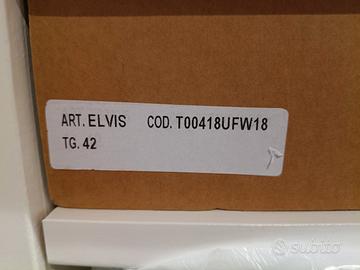 ART. ELVIS COD. T00418UFW18
TG. 42
subito